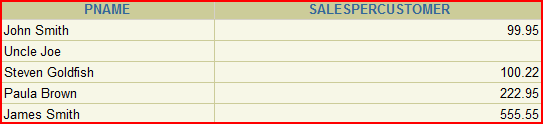 PNAME SALESPERCUSTOMER
John Smith 99.95
Uncle Joe
Steven Goldfish 100.22
Paula Brown 222.95
James Smith 555.55